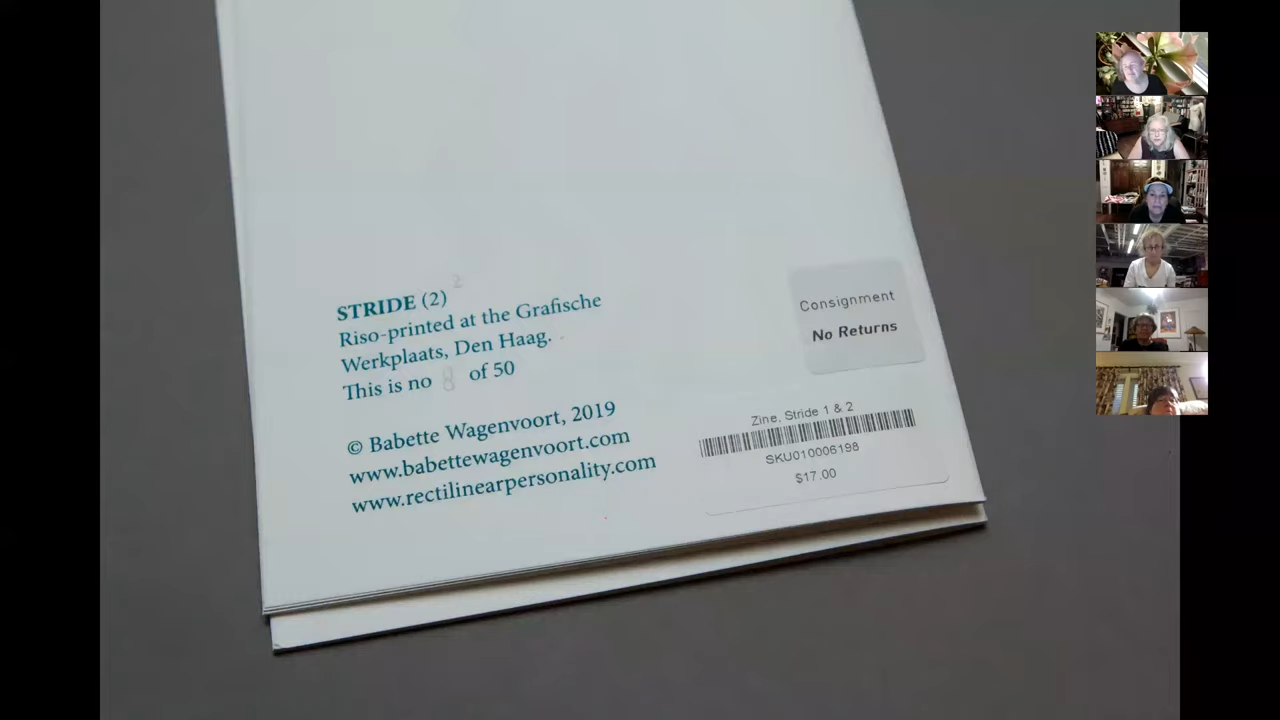 STRIDE (2)
Riso-printed at the Grafische
Werkplaats, Den Haag.
This is no 8 of 50
© Babette Wagenvoort, 2019
www.babettewagenvoort.com
www.rectilinearpersonality.com
Consignment
No Returns
Zine, Stride 1 & 2
SKU010006198
$17.00